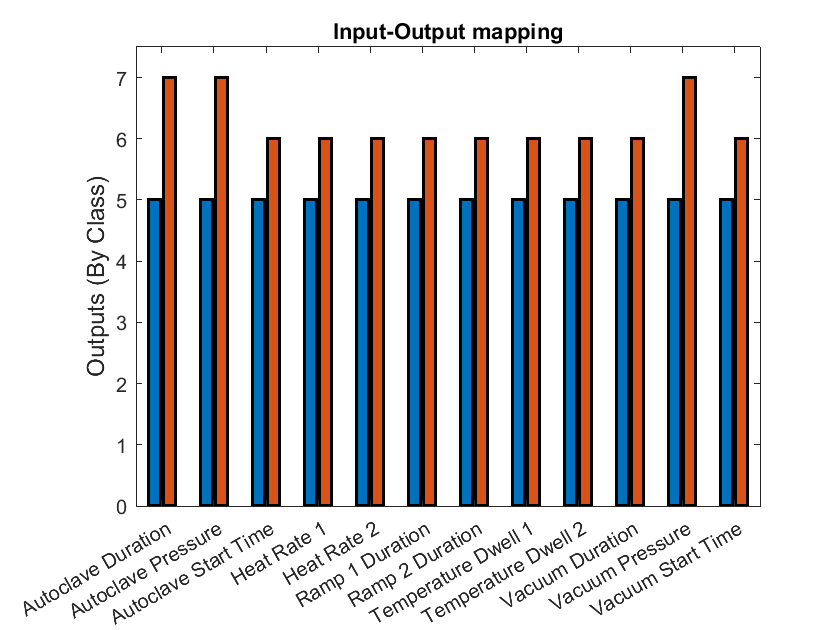 Input-Output mapping
Outputs (By Class)
7
6
5
4
3
2
1
0
Autoclave Duration
Autoclave Pressure
Autoclave Start Time
Heat Rate 1
Heat Rate 2
Ramp 1 Duration
Ramp 2 Duration
Temperature Dwell 1
Temperature Dwell 2
Vacuum Duration
Vacuum Pressure
Vacuum Start Time